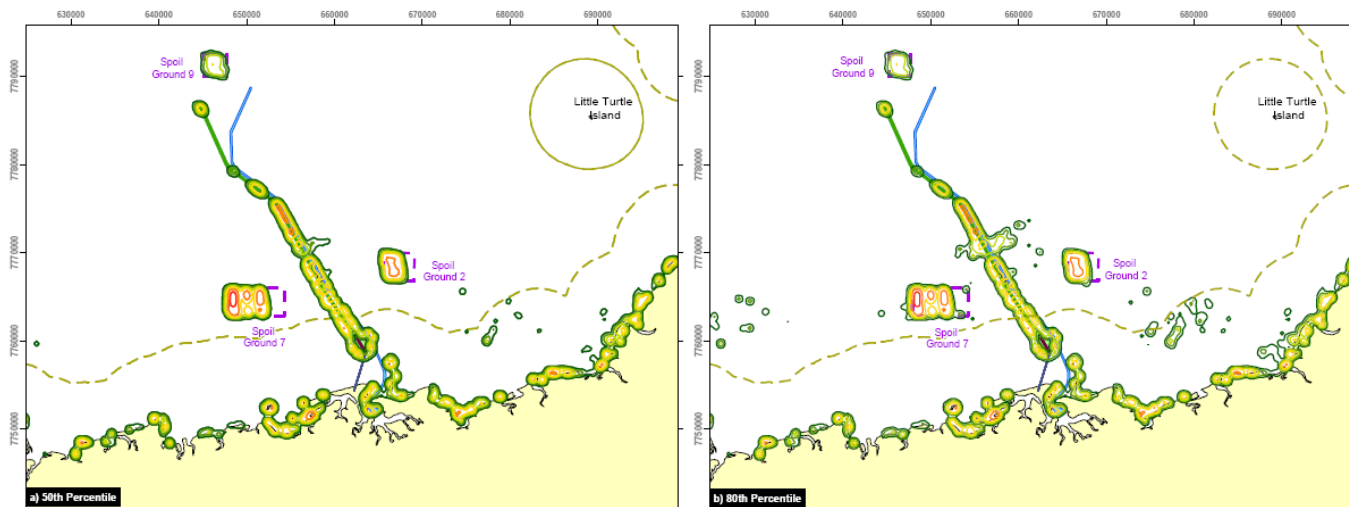 630000 640000 650000 660000 670000 680000 690000
630000 640000 650000 660000 670000 680000 690000
7790000
7780000
7770000
7760000
7750000
Spoil
Ground 9
Little Turtle
Island
Spoil
Ground 2
Spoil
Ground 7
a) 50th Percentile
7790000
7780000
7770000
7760000
7750000
Spoil
Ground 9
Little Turtle
Island
Spoil
Ground 2
Spoil
Ground 7
b) 80th Percentile